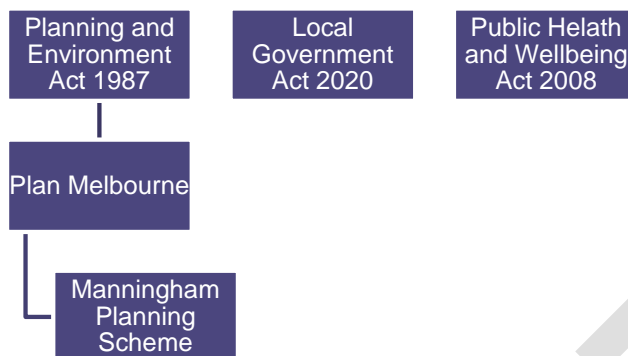 Planning and
Environment
Act 1987
Local
Government
Act 2020
Public Helath
and Wellbeing
Act 2008
Plan Melbourne
Manningham
Planning
Scheme